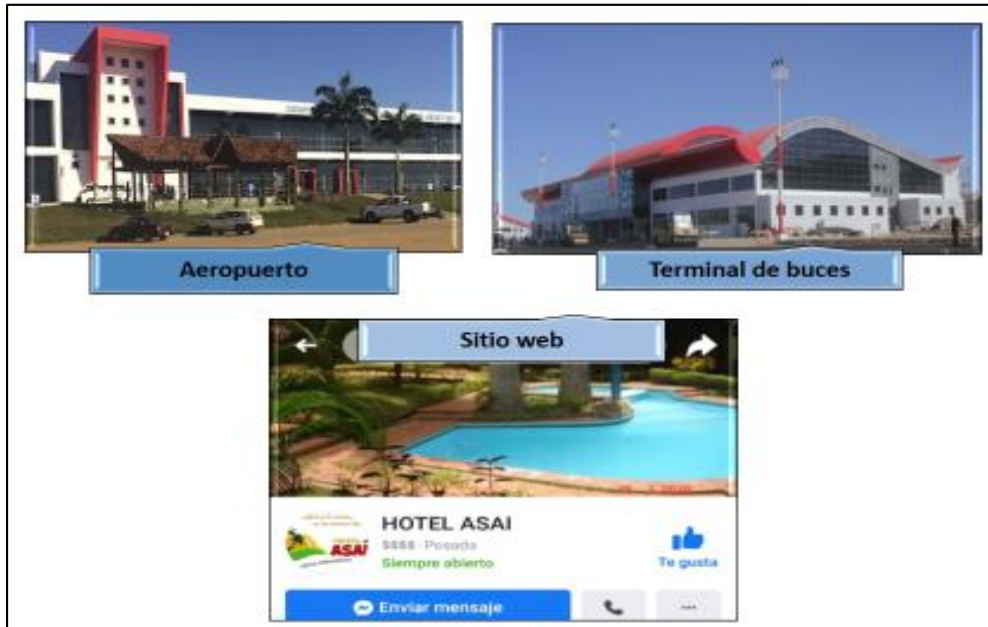 Aeropuerto
Terminal de buces
Sitio web
HOTEL ASAI
$$$$ · Posada
Siempre abierto
Te gusta
ASAI
Enviar mensaje